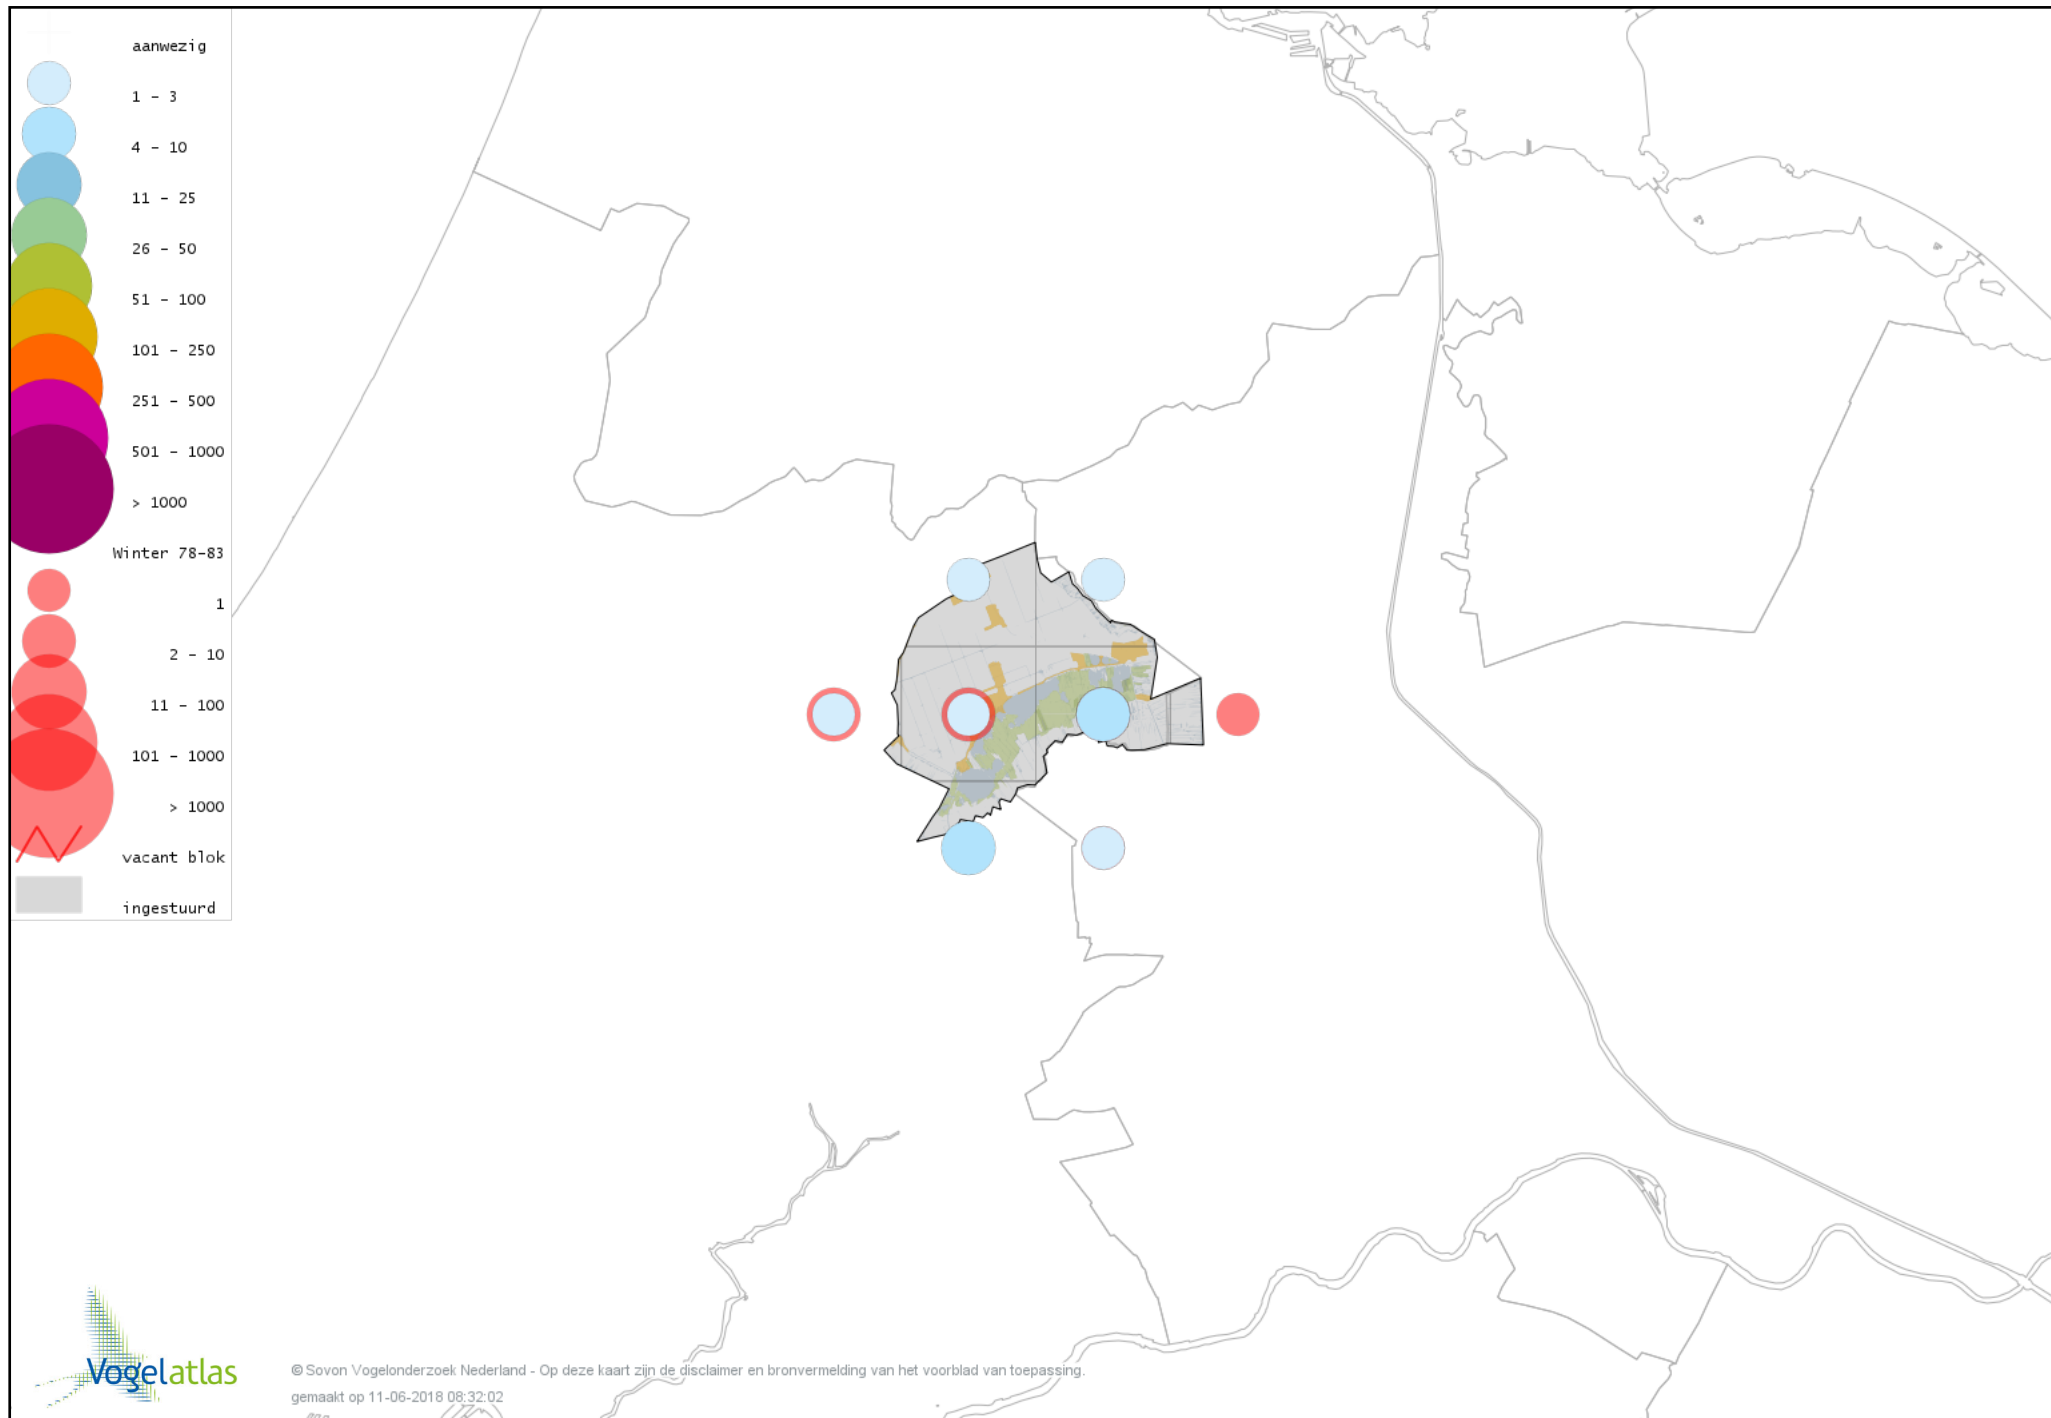 aanwezig
1 - 3
4 - 10
11 - 25
26 - 50
51 - 100
101 - 250
251 - 500
501 - 1000
> 1000
Winter 78-83
1
2 - 10
11 - 100
101 - 1000
> 1000
vacant blok
ingestuurd
Vogelatlas
© Sovon Vogelonderzoek Nederland - Op deze kaart zijn de disclaimer en bronvermelding van het voorblad van toepassing.
gemaakt op 11-06-2018 08:32:02